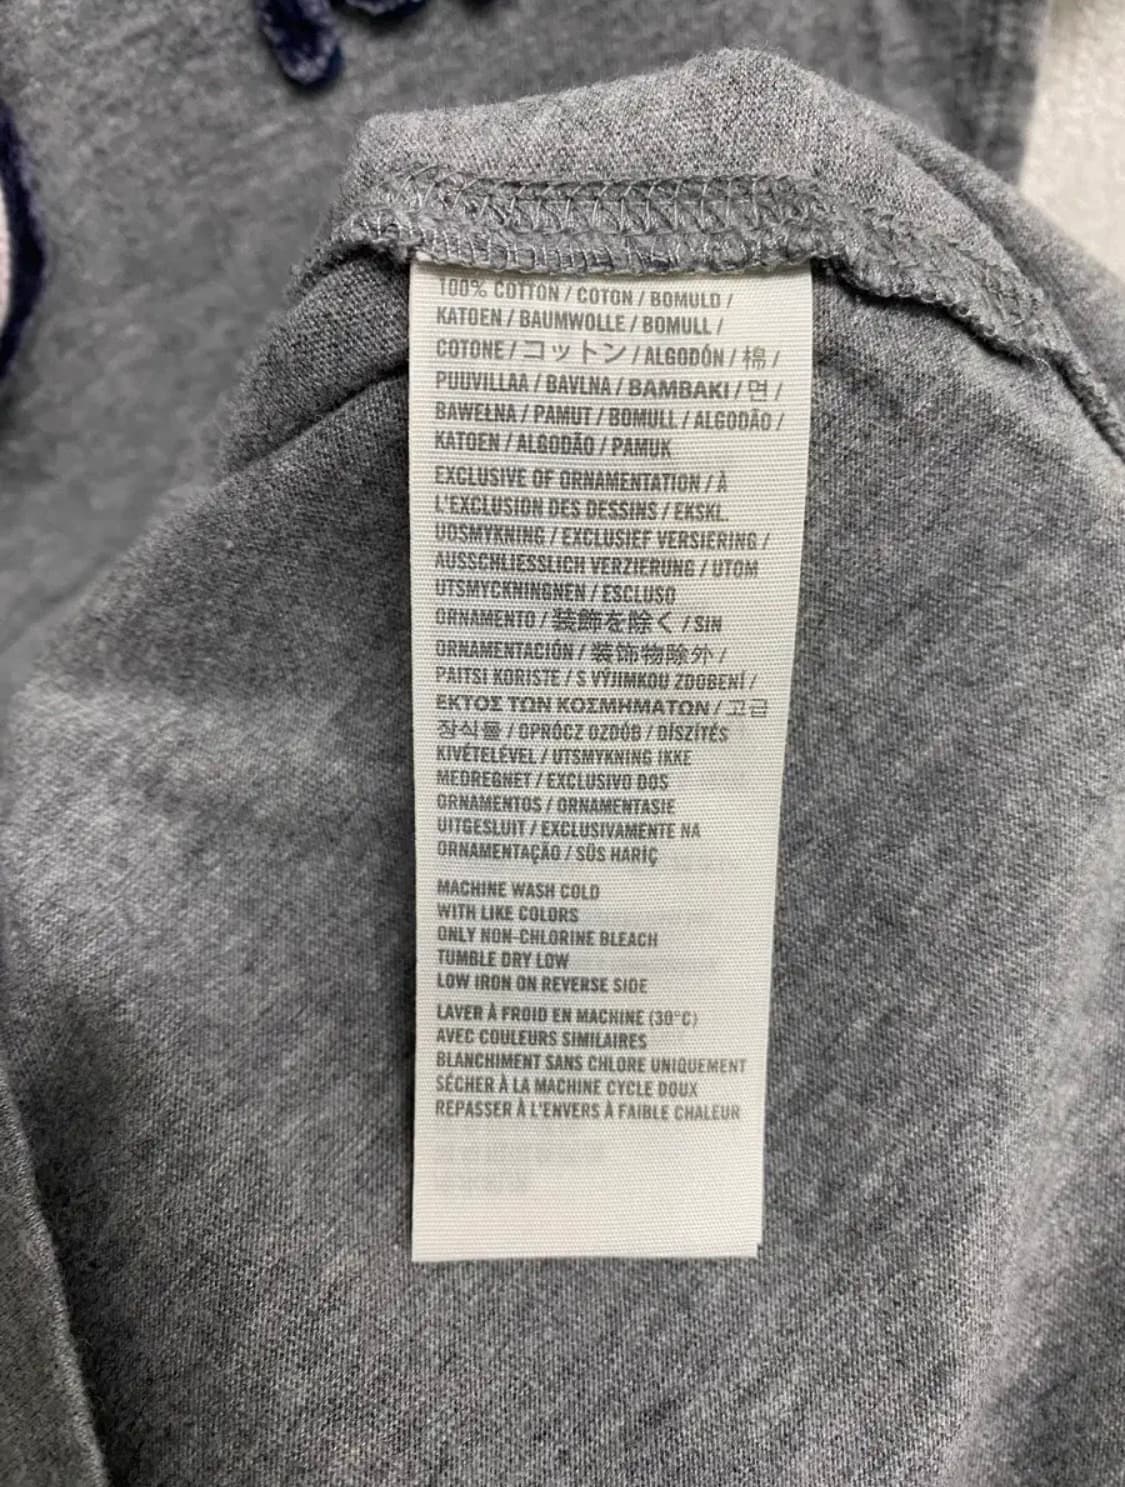 100% COTTON / COTON / BOMULD /
KATOEN / BAUMWOLLE / BOMULL /
COTONE / コットン / ALGODÓN / 棉 /
PUUVILLAA / BAVLNA / BAMBAKI / 면 /
BAWEŁNA / PAMUT / BOMULL / ALGODÃO /
KATOEN / ALGODÃO / PAMUK
EXCLUSIVE OF ORNAMENTATION / À
L'EXCLUSION DES DESSINS / EKSKL.
UDSMYKNING / EXCLUSIEF VERSIERING /
AUSSCHLIESSLICH VERZIERUNG / UTOM
UTSMYCKNINGNEN / ESCLUSO
ORNAMENTO / 装飾を除く / SIN
ORNAMENTACIÓN / 装饰物除外 /
PAITSI KORISTE / S VÝJIMKOU ZDOBENÍ /
ΕΚΤΟΣ ΤΩΝ ΚΟΣΜΗΜΑΤΩΝ / 고급
장식물 / OPRÓCZ OZDÓB / DÍSZÍTÉS
KIVÉTELÉVEL / UTSMYKNING IKKE
MEDREGNET / EXCLUSIVO DOS
ORNAMENTOS / ORNAMENTASIE
UITGESLUIT / EXCLUSIVAMENTE NA
ORNAMENTAÇÃO / SÜS HARIÇ
MACHINE WASH COLD
WITH LIKE COLORS
ONLY NON-CHLORINE BLEACH
TUMBLE DRY LOW
LOW IRON ON REVERSE SIDE
LAVER À FROID EN MACHINE (30°C)
AVEC COULEURS SIMILAIRES
BLANCHIMENT SANS CHLORE UNIQUEMENT
SÉCHER À LA MACHINE CYCLE DOUX
REPASSER À L'ENVERS À FAIBLE CHALEUR